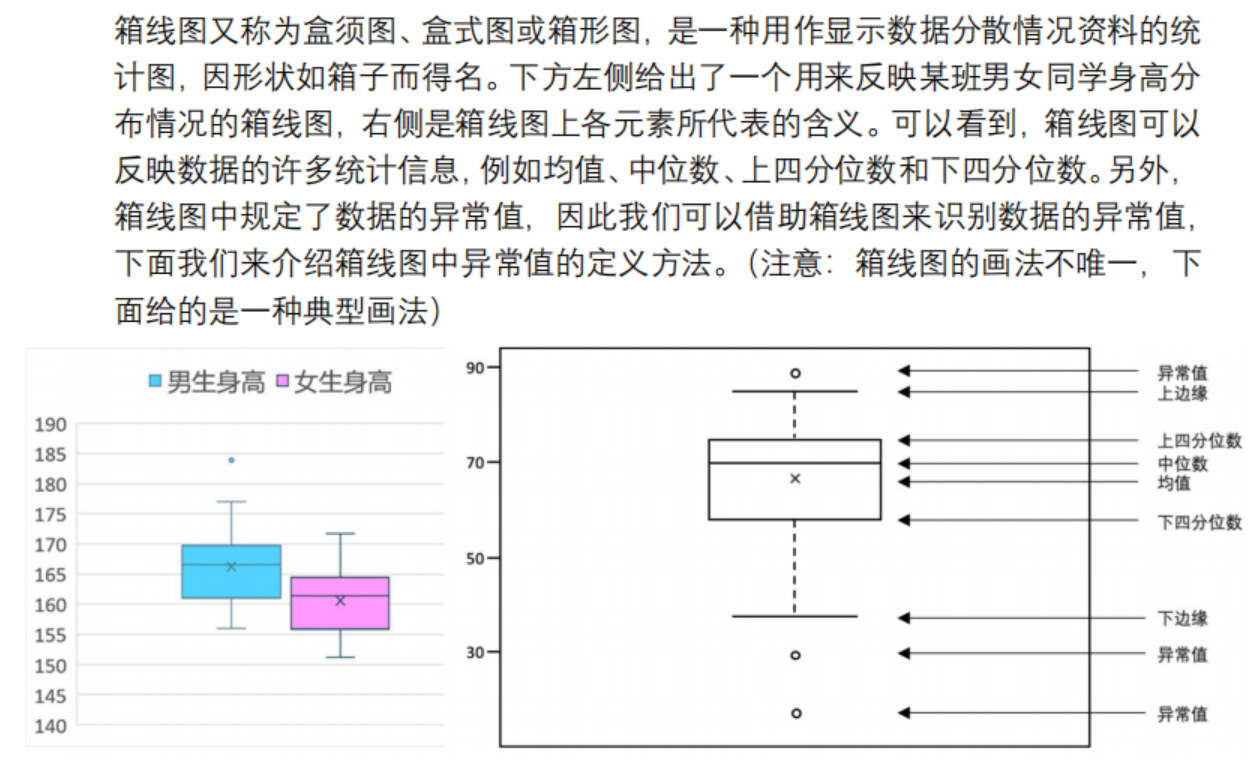 箱线图又称为盒须图、盒式图或箱形图，是一种用作显示数据分散情况资料的统
计图，因形状如箱子而得名。下方左侧给出了一个用来反映某班男女同学身高分
布情况的箱线图，右侧是箱线图上各元素所代表的含义。可以看到，箱线图可以
反映数据的许多统计信息，例如均值、中位数、上四分位数和下四分位数。另外，
箱线图中规定了数据的异常值，因此我们可以借助箱线图来识别数据的异常值，
下面我们来介绍箱线图中异常值的定义方法。（注意：箱线图的画法不唯一，下
面给的是一种典型画法）
男生身高 女生身高
190
185
180
175
170
165
160
155
150
145
140
90
70
50
30
异常值
上边缘
上四分位数
中位数
均值
下四分位数
下边缘
异常值
异常值